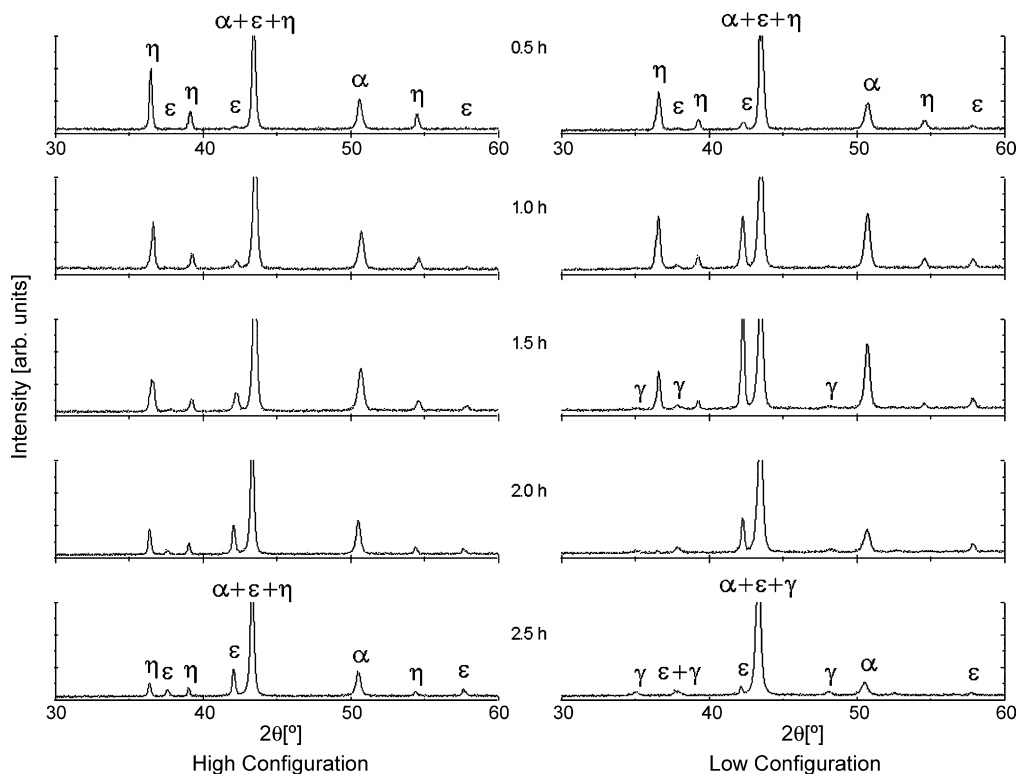 α+ε+η
α+ε+η
0.5 h
η
ε
η
ε
α
η
ε
η
ε
η
ε
α
η
ε
30
40
50
60
30
40
50
60
1.0 h
1.5 h
γ
γ
γ
2.0 h
α+ε+η
α+ε+γ
2.5 h
η
ε
η
ε
α
η
ε
γ
ε+γ
ε
γ
α
ε
30
40
50
60
30
40
50
60
2θ[º]
2θ[º]
High Configuration
Low Configuration
Intensity [arb. units]